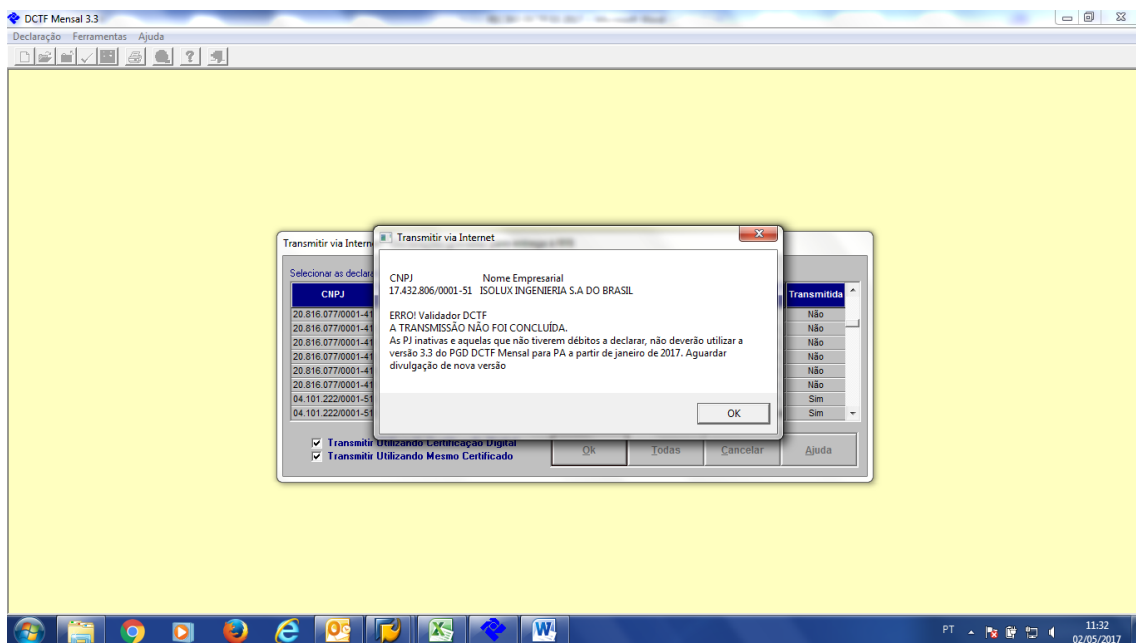 DCTF Mensal 3.3
Declaração Ferramentas Ajuda
Transmitir via Intern
Transmitir via Internet
Selecionar as declara
CNPJ
Transmitida
20.816.077/0001-41 Não
20.816.077/0001-41 Não
20.816.077/0001-41 Não
20.816.077/0001-41 Não
20.816.077/0001-41 Não
20.816.077/0001-41 Não
04.101.222/0001-51 Sim
04.101.222/0001-51 Sim
CNPJ Nome Empresarial
17.432.806/0001-51 ISOLUX INGENIERIA S.A DO BRASIL
ERRO! Validador DCTF
A TRANSMISSÃO NÃO FOI CONCLUÍDA.
As PJ inativas e aquelas que não tiverem débitos a declarar, não deverão utilizar a
versão 3.3 do PGD DCTF Mensal para PA a partir de janeiro de 2017. Aguardar
divulgação de nova versão
OK
Transmitir Utilizando Certificação Digital
Transmitir Utilizando Mesmo Certificado
Ok Todas Cancelar Ajuda
PT
11:32
02/05/2017